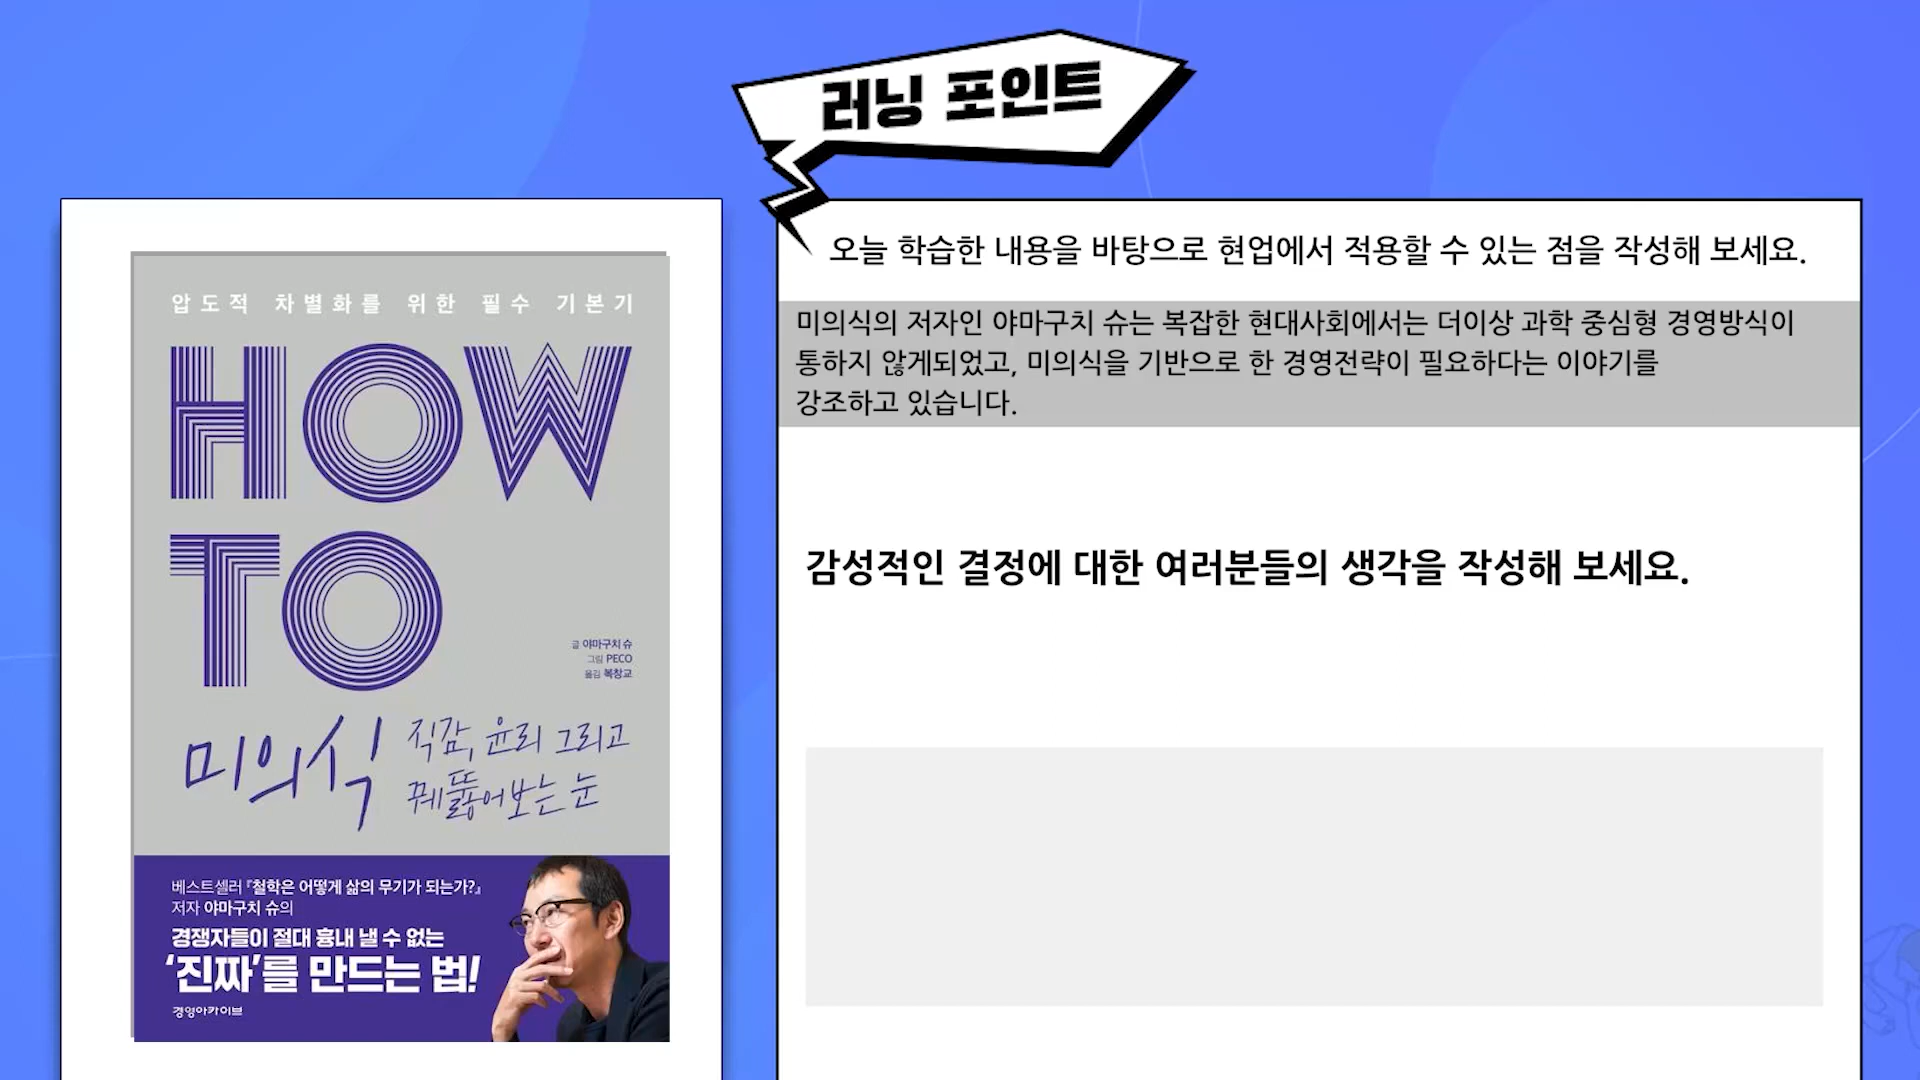 러닝 포인트
압도적 차별화를 위한 필수 기본기
HOW
TO
글 야마구치 슈
그림 PECO
옮김 복창교
미의식 직감, 윤리 그리고
꿰뚫어보는 눈
베스트셀러 『철학은 어떻게 삶의 무기가 되는가?』
저자 야마구치 슈의
경쟁자들이 절대 흉내 낼 수 없는
‘진짜’를 만드는 법!
경영아카이브
오늘 학습한 내용을 바탕으로 현업에서 적용할 수 있는 점을 작성해 보세요.
미의식의 저자인 야마구치 슈는 복잡한 현대사회에서는 더이상 과학 중심형 경영방식이
통하지 않게되었고, 미의식을 기반으로 한 경영전략이 필요하다는 이야기를
강조하고 있습니다.
감성적인 결정에 대한 여러분들의 생각을 작성해 보세요.